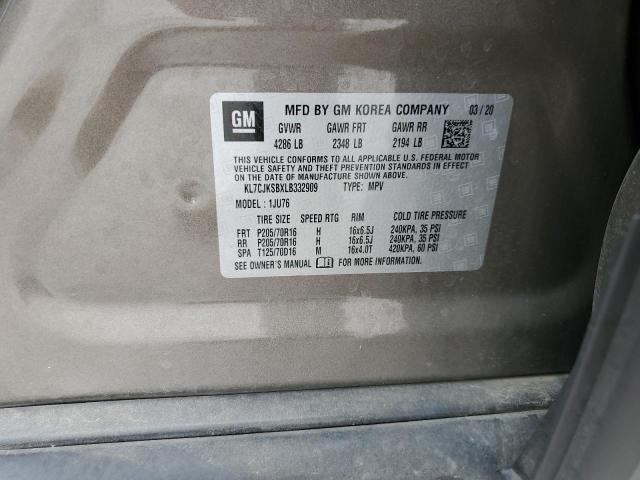 GM
MFD BY GM KOREA COMPANY 03/20
GVWR GAWR FRT GAWR RR
4286 LB 2348 LB 2194 LB
THIS VEHICLE CONFORMS TO ALL APPLICABLE U.S. FEDERAL MOTOR
VEHICLE SAFETY AND THEFT PREVENTION STANDARDS IN EFFECT
ON THE DATE OF MANUFACTURE SHOWN ABOVE.
KL7CJKSBXLB332909 TYPE: MPV
MODEL: 1JU76
TIRE SIZE SPEED RTG RIM COLD TIRE PRESSURE
FRT P205/70R16 H 16x6.5J 240KPA, 35 PSI
RR P205/70R16 H 16x6.5J 240KPA, 35 PSI
SPA T125/70D16 M 16x4.0T 420KPA, 60 PSI
SEE OWNER'S MANUAL FOR MORE INFORMATION.